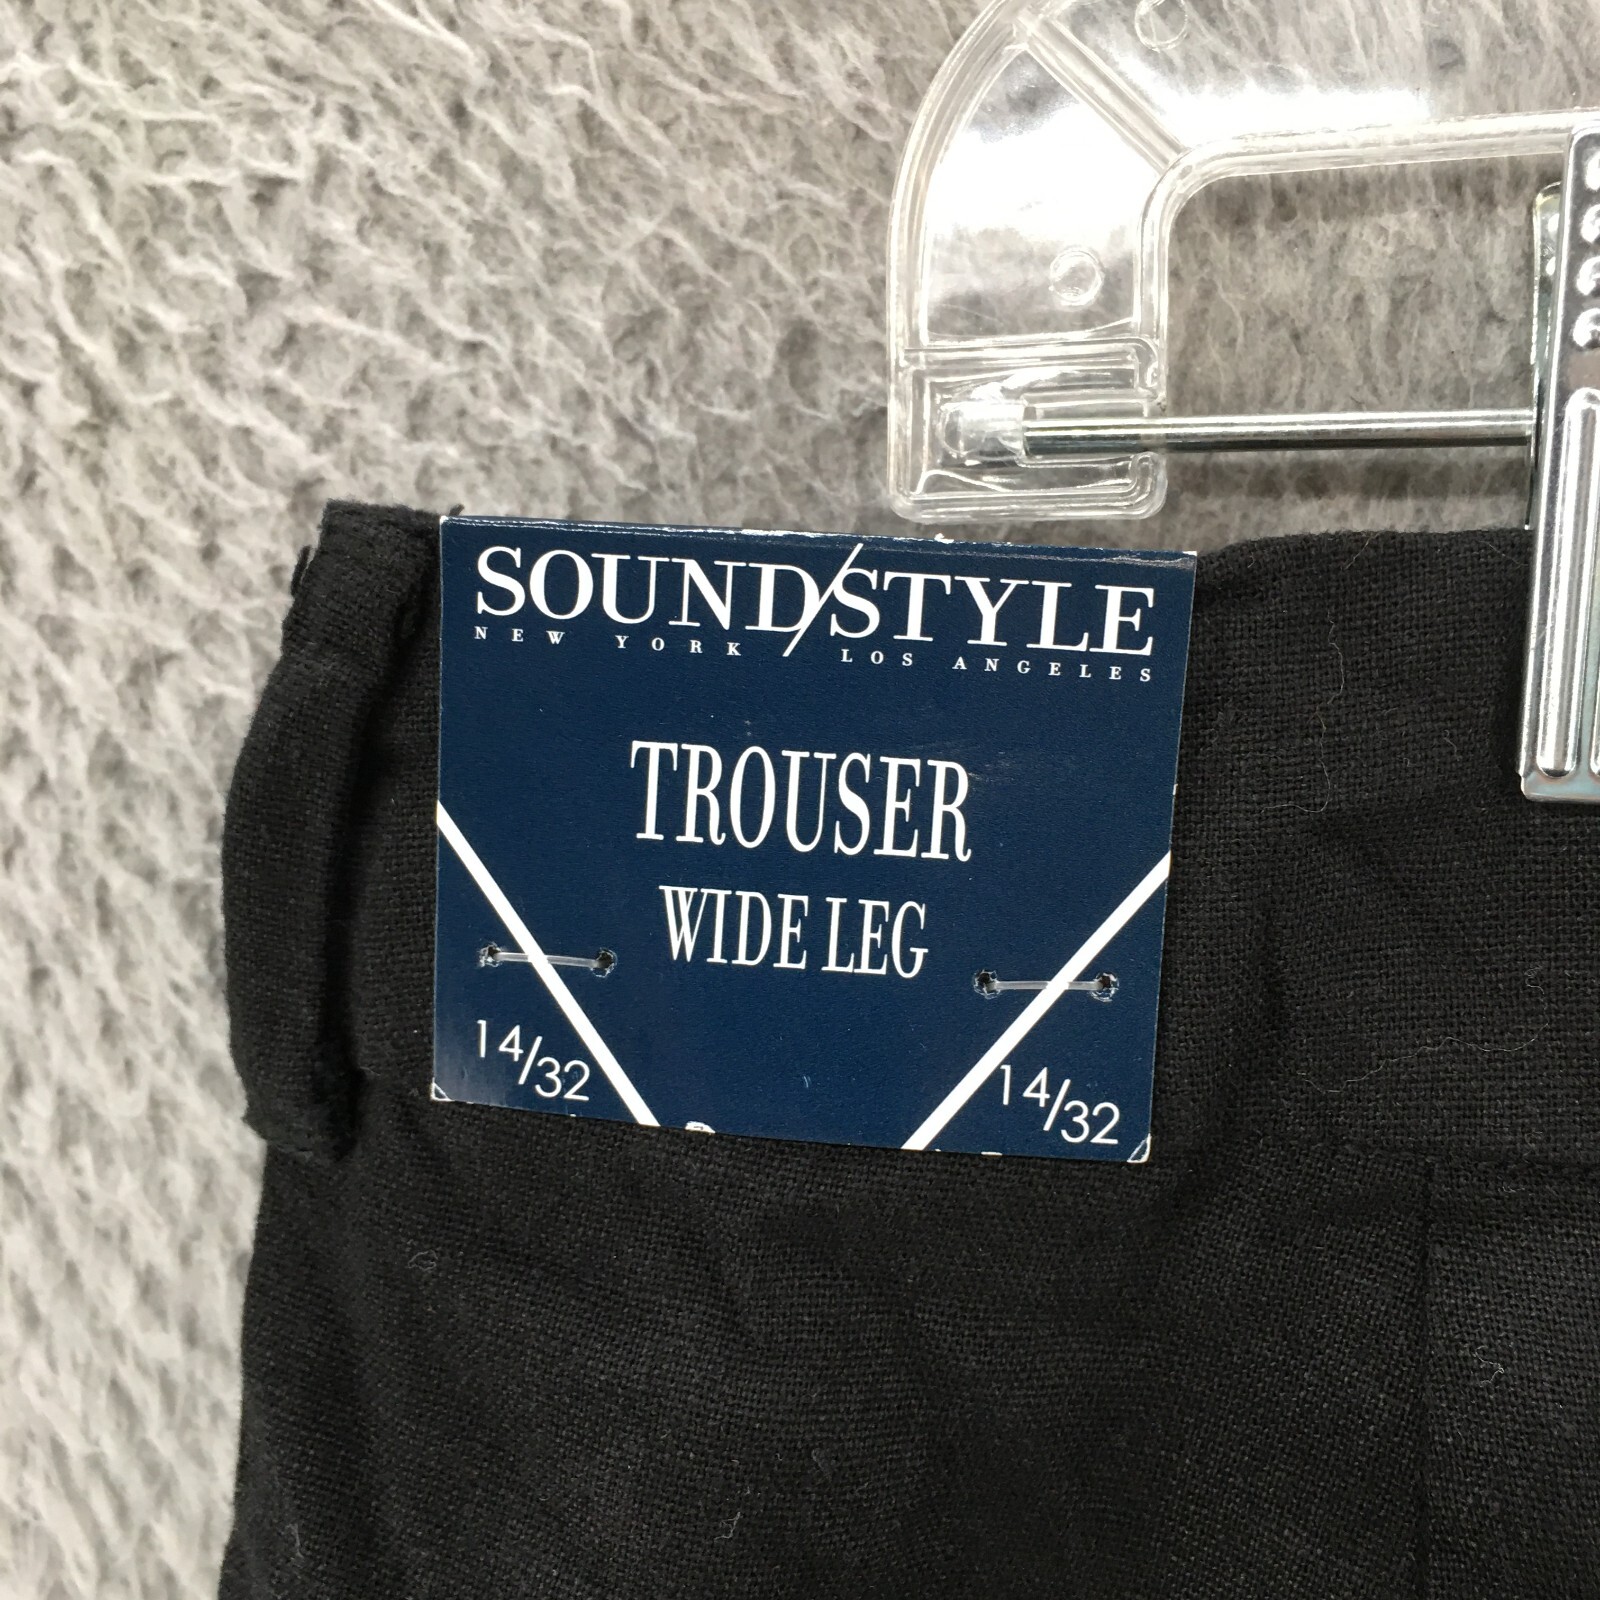 SOUND/STYLE
NEW YORK / LOS ANGELES
TROUSER
WIDE LEG
14/32
14/32